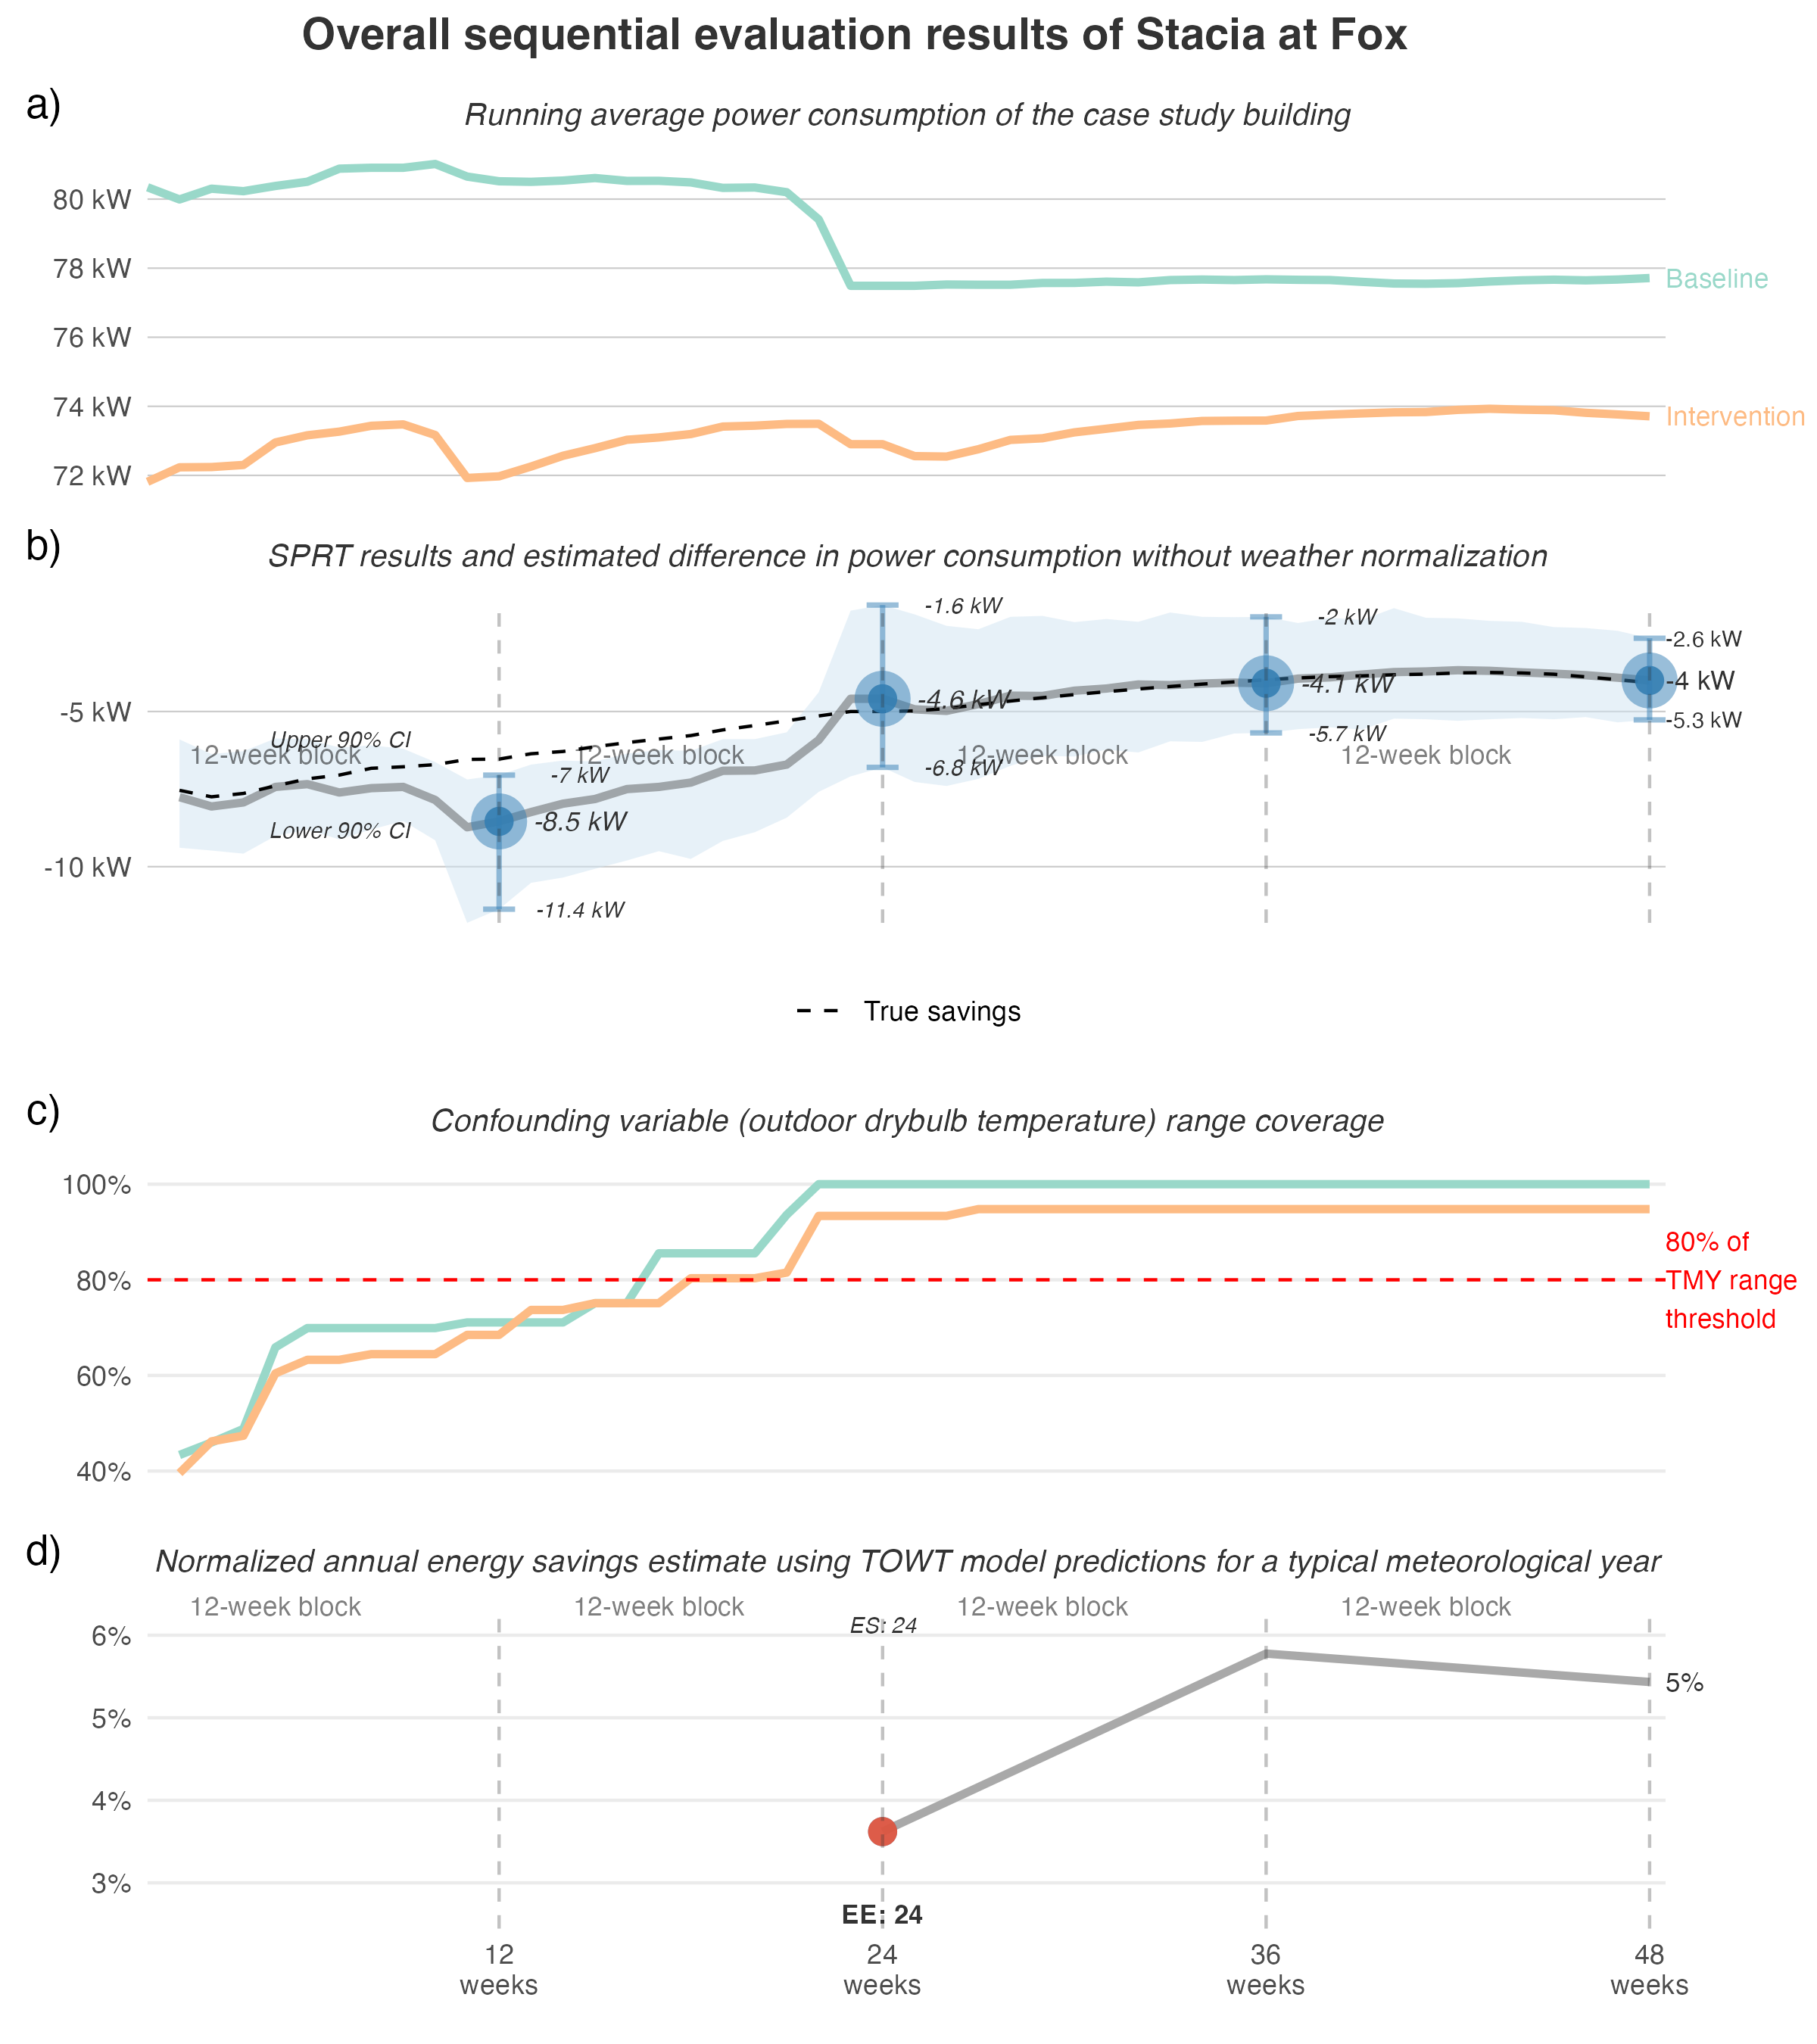 Overall sequential evaluation results of Stacia at Fox
a)
Running average power consumption of the case study building
80 kW
78 kW
Baseline
76 kW
74 kW
Intervention
72 kW
b)
SPRT results and estimated difference in power consumption without weather normalization
-1.6 kW
-2 kW
-2.6 kW
-4 kW
-4.1 kW
-4.6 kW
-5 kW
-5.3 kW
-5.7 kW
Upper 90% CI
12-week block
12-week block
12-week block
12-week block
-6.8 kW
-7 kW
-8.5 kW
Lower 90% CI
-10 kW
-11.4 kW
True savings
c)
Confounding variable (outdoor drybulb temperature) range coverage
100%
80%
60%
40%
80% of
TMY range
threshold
d)
Normalized annual energy savings estimate using TOWT model predictions for a typical meteorological year
12-week block
12-week block
12-week block
12-week block
ES: 24
6%
5%
5%
4%
3%
EE: 24
12
weeks
24
weeks
36
weeks
48
weeks